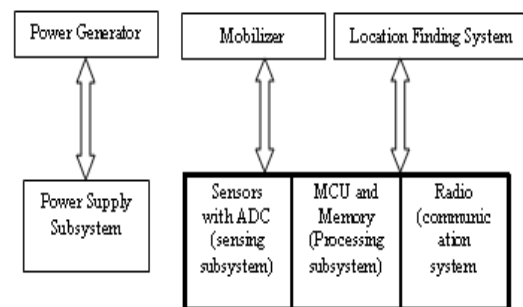 Power Generator
Mobilizer
Location Finding System
Power Supply
Subsystem
Sensors
with ADC
(sensing
subsystem)
MCU and
Memory
(Processing
subsystem)
Radio
(communic
ation
system